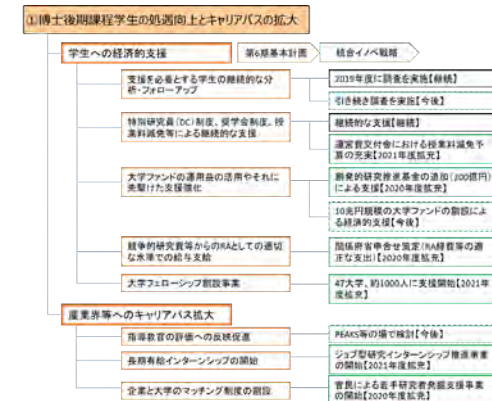 ①博士後期課程学生の処遇向上とキャリアパスの拡大
学生への経済的支援
第6期基本計画
統合イノベ戦略
支援を必要とする学生の継続的な分
析・フォローアップ
2019年度に調査を実施【継続】
引き続き調査を実施【今後】
特別研究員(DC)制度、奨学金制度、授
業料減免等による継続的な支援
継続的な支援【継続】
運営費交付金における授業料減免予
算の充実【2021年度拡充】
大学ファンドの運用益の活用やそれに
先駆けた支援強化
創発的研究推進基金の追加(200億円)
による支援【2020年度拡充】
10兆円規模の大学ファンドの創設によ
る経済的支援【今後】
競争的研究費等からのRAとしての適切
な水準での給与支給
関係府省申合せ策定(RA経費等の適
正な支出)【2020年度拡充】
大学フェローシップ創設事業
47大学、約1000人に支援開始【2021年
度拡充】
産業界等へのキャリアパス拡大
指導教官の評価への反映促進
PEAKS等の場で検討【今後】
長期有給インターンシップの開始
ジョブ型研究インターンシップ推進事業
の開始【2021年度拡充】
企業と大学のマッチング制度の創設
官民による若手研究者発掘支援事業
の開始【2020年度拡充】